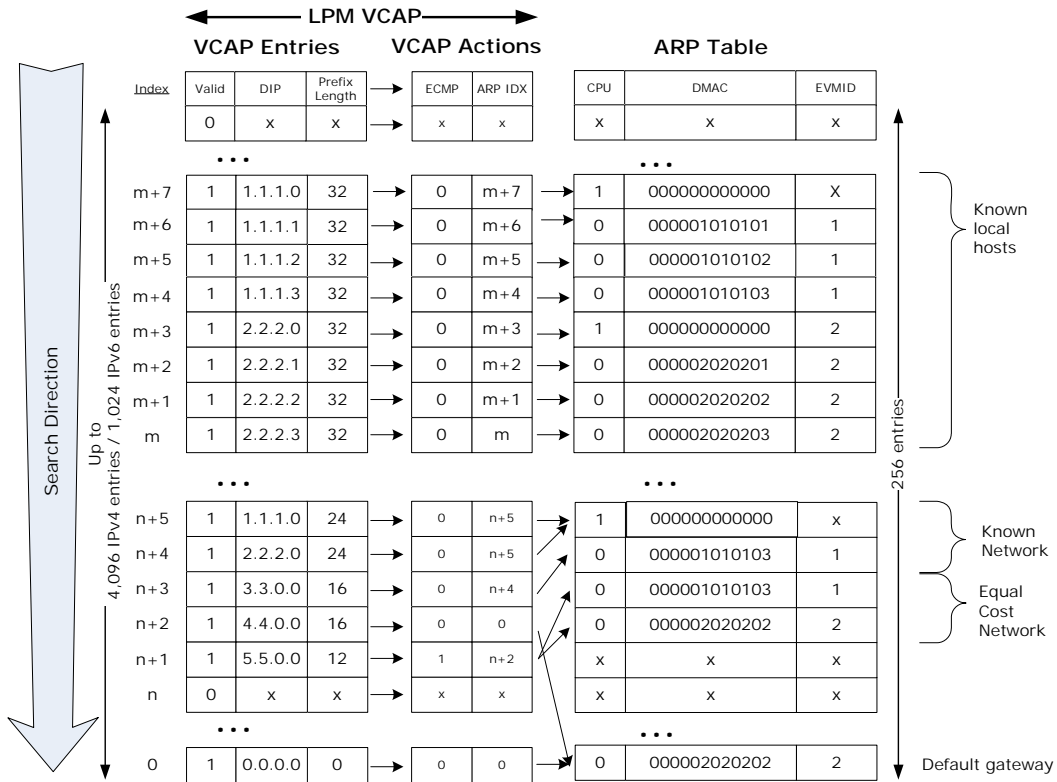 LPM VCAP
VCAP Entries VCAP Actions ARP Table
Index Valid DIP Prefix Length ECMP ARP IDX CPU DMAC EVMID
0 x x x x x x x
... ...
m+7 1 1.1.1.0 32 0 m+7 1 000000000000 X
m+6 1 1.1.1.1 32 0 m+6 0 000001010101 1
m+5 1 1.1.1.2 32 0 m+5 0 000001010102 1
m+4 1 1.1.1.3 32 0 m+4 0 000001010103 1
m+3 1 2.2.2.0 32 0 m+3 1 000000000000 2
m+2 1 2.2.2.1 32 0 m+2 0 000002020201 2
m+1 1 2.2.2.2 32 0 m+1 0 000002020202 2
m 1 2.2.2.3 32 0 m 0 000002020203 2
... ...
n+5 1 1.1.1.0 24 0 n+5 1 000000000000 x
n+4 1 2.2.2.0 24 0 n+5 0 000001010103 1
n+3 1 3.3.0.0 16 0 n+4 0 000001010103 1
n+2 1 4.4.0.0 16 0 0 0 000002020202 2
n+1 1 5.5.0.0 12 1 n+2 x x x
n 0 x x x x x x x
... ...
0 1 0.0.0.0 0 0 0 0 000002020202 2
Search Direction
Up to
4,096 IPv4 entries / 1,024 IPv6 entries
256 entries
Known
local
hosts
Known
Network
Equal
Cost
Network
Default gateway